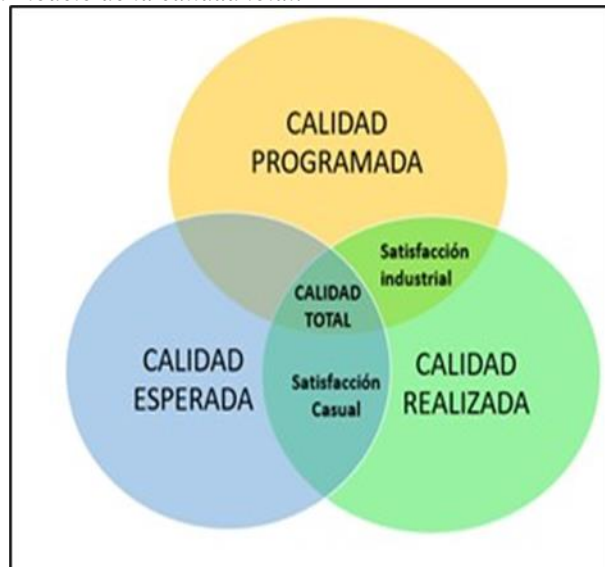 CALIDAD
PROGRAMADA
Satisfacción
industrial
CALIDAD
TOTAL
CALIDAD
ESPERADA
Satisfacción
Casual
CALIDAD
REALIZADA